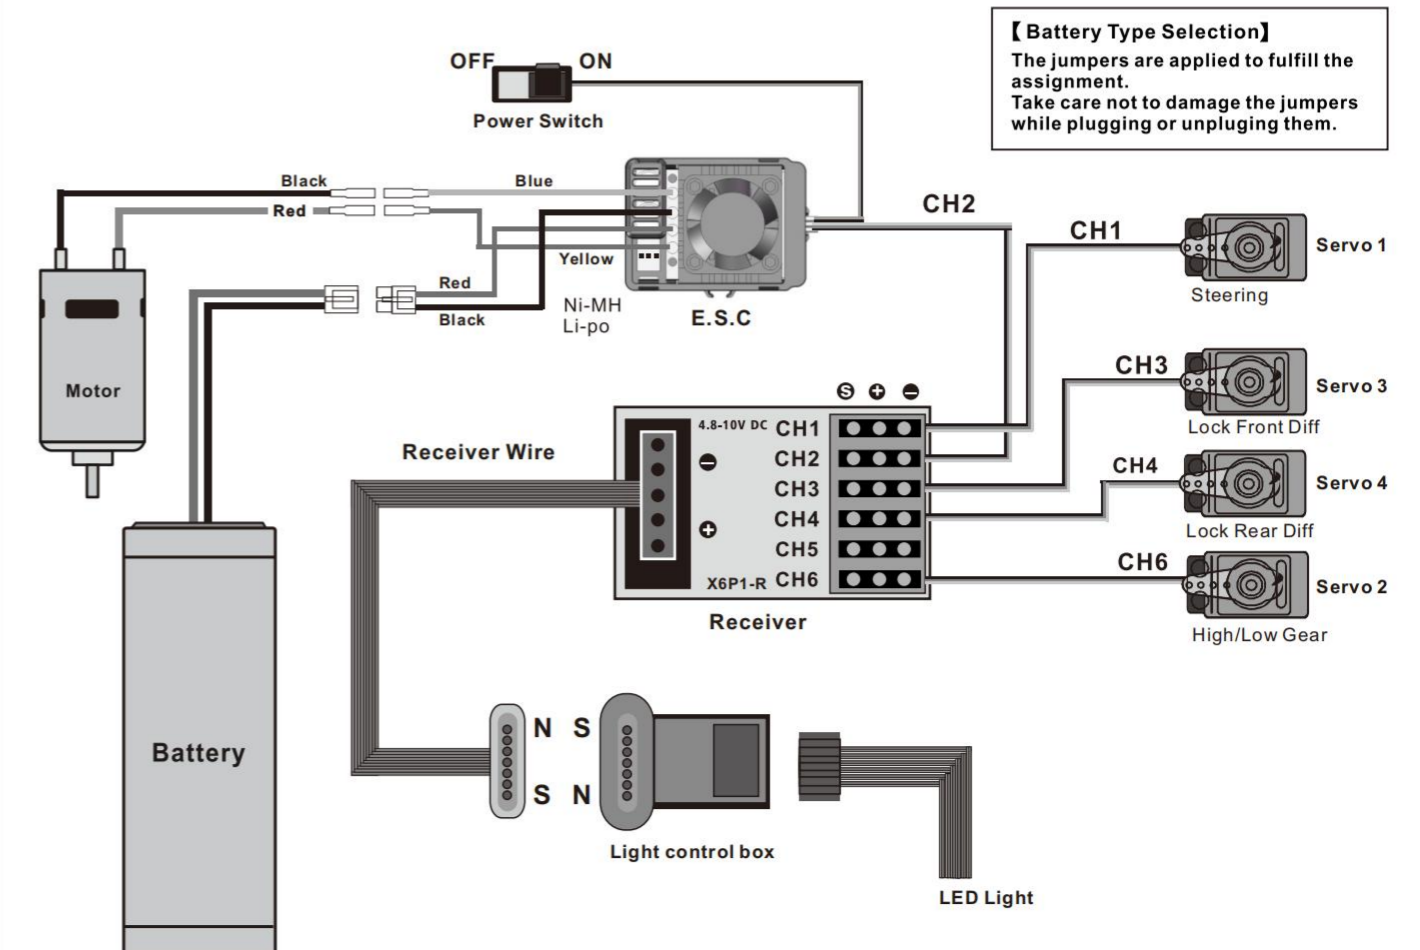 【Battery Type Selection】
The jumpers are applied to fulfill the
assignment.
Take care not to damage the jumpers
while plugging or unpluging them.
OFF ON
Power Switch
Black Blue
Red
Yellow
Red
Black
Ni-MH
Li-po
E.S.C
CH2
CH1
Servo 1
Steering
Motor
CH3
Servo 3
Lock Front Diff
CH4
Servo 4
Lock Rear Diff
CH6
Servo 2
High/Low Gear
S + −
4.8-10V DC CH1
− CH2
CH3
+ CH4
CH5
X6P1-R CH6
Receiver
Receiver Wire
Battery
N S
S N
Light control box
LED Light